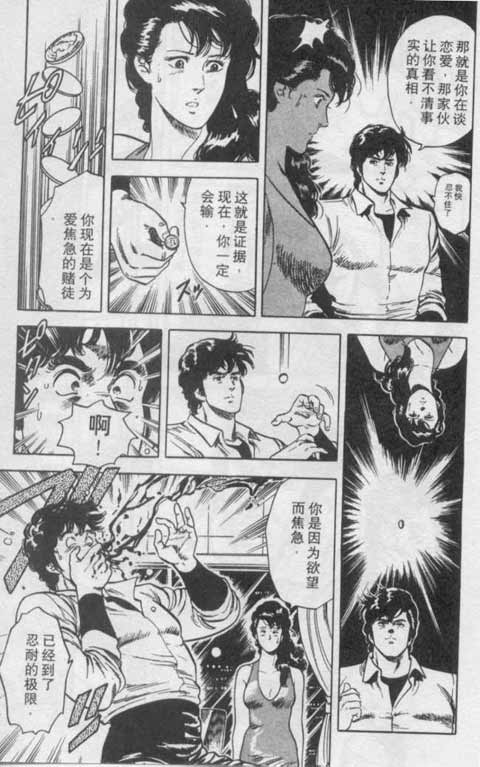 那就是你在谈
恋爱，那家伙
让你看不清事
实的真相．
我快
忍不住了
这就是证据，
现在，你一定
会输．
你现在是个为
爱焦急的赌徒
啊！
你是因为欲望
而焦急．
已经到了
忍耐的极限．